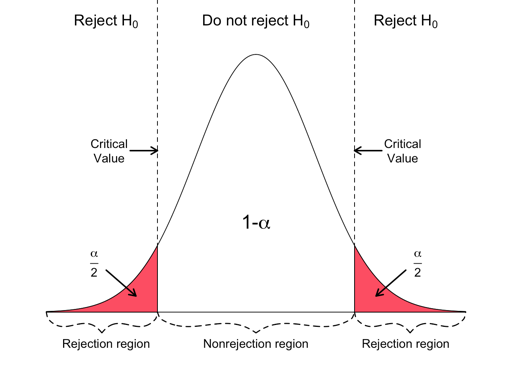 Reject H₀
Do not reject H₀
Reject H₀
Critical
Value
Critical
Value
1-α
α
2
α
2
Rejection region
Nonrejection region
Rejection region